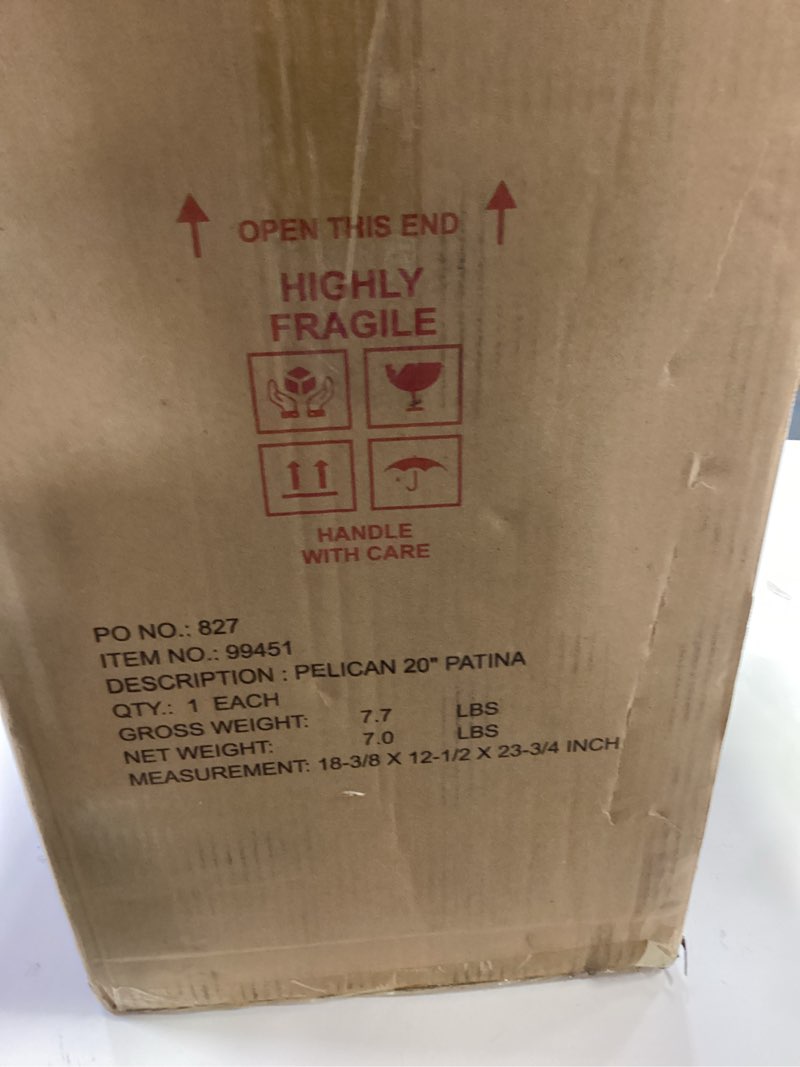 OPEN THIS END
HIGHLY
FRAGILE
HANDLE
WITH CARE
PO NO.: 827
ITEM NO.: 99451
DESCRIPTION : PELICAN 20" PATINA
QTY.: 1 EACH
GROSS WEIGHT: 7.7 LBS
NET WEIGHT: 7.0 LBS
MEASUREMENT: 18-3/8 X 12-1/2 X 23-3/4 INCH